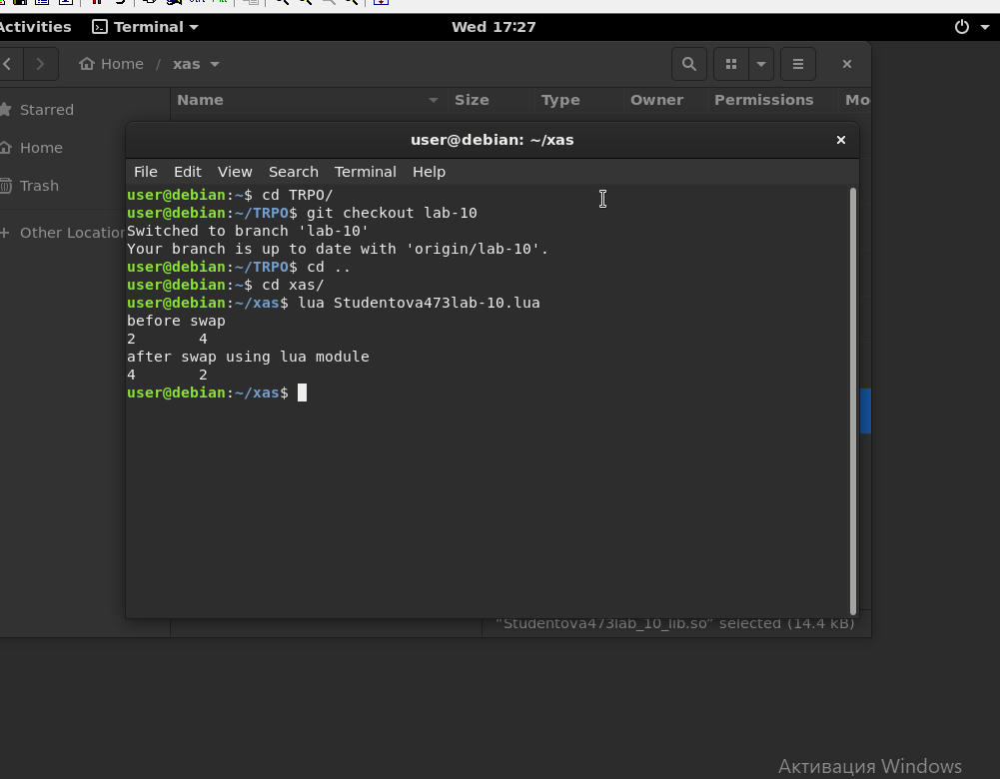 Activities Terminal Wed 17:27
Home / xas
Name Size Type Owner Permissions Mo
Starred
Home
Trash
+ Other Location
user@debian: ~/xas
File Edit View Search Terminal Help
user@debian:~$ cd TRPO/
user@debian:~/TRPO$ git checkout lab-10
Switched to branch 'lab-10'
Your branch is up to date with 'origin/lab-10'.
user@debian:~/TRPO$ cd ..
user@debian:~$ cd xas/
user@debian:~/xas$ lua Studentova473lab-10.lua
before swap
2 4
after swap using lua module
4 2
user@debian:~/xas$
“Studentova473lab_10_lib.so” selected (14.4 kB)
Активация Windows